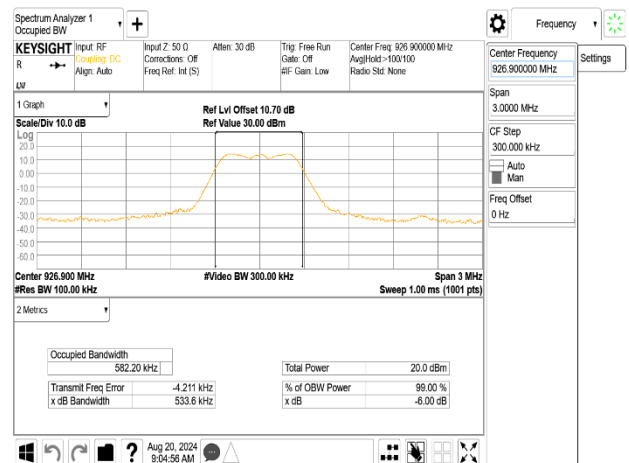 Spectrum Analyzer 1
Occupied BW
Frequency
KEYSIGHT
Input: RF
Input Z: 50 Ω
Atten: 30 dB
Trig: Free Run
Center Freq: 926.900000 MHz
R
Coupling: DC
Corrections: Off
Gate: Off
Avg|Hold:>100/100
Align: Auto
Freq Ref: Int (S)
#IF Gain: Low
Radio Std: None
Center Frequency
926.900000 MHz
Settings
Span
3.0000 MHz
CF Step
300.000 kHz
Auto
Man
Freq Offset
0 Hz
1 Graph
Ref Lvl Offset 10.70 dB
Scale/Div 10.0 dB
Ref Value 30.00 dBm
Log
20.0
10.0
0.00
-10.0
-20.0
-30.0
-40.0
-50.0
-60.0
Center 926.900 MHz
#Video BW 300.00 kHz
Span 3 MHz
#Res BW 100.00 kHz
Sweep 1.00 ms (1001 pts)
2 Metrics
Occupied Bandwidth
582.20 kHz
Total Power
20.0 dBm
Transmit Freq Error
-4.211 kHz
% of OBW Power
99.00 %
x dB Bandwidth
533.6 kHz
x dB
-6.00 dB
?
Aug 20, 2024
9:04:56 AM